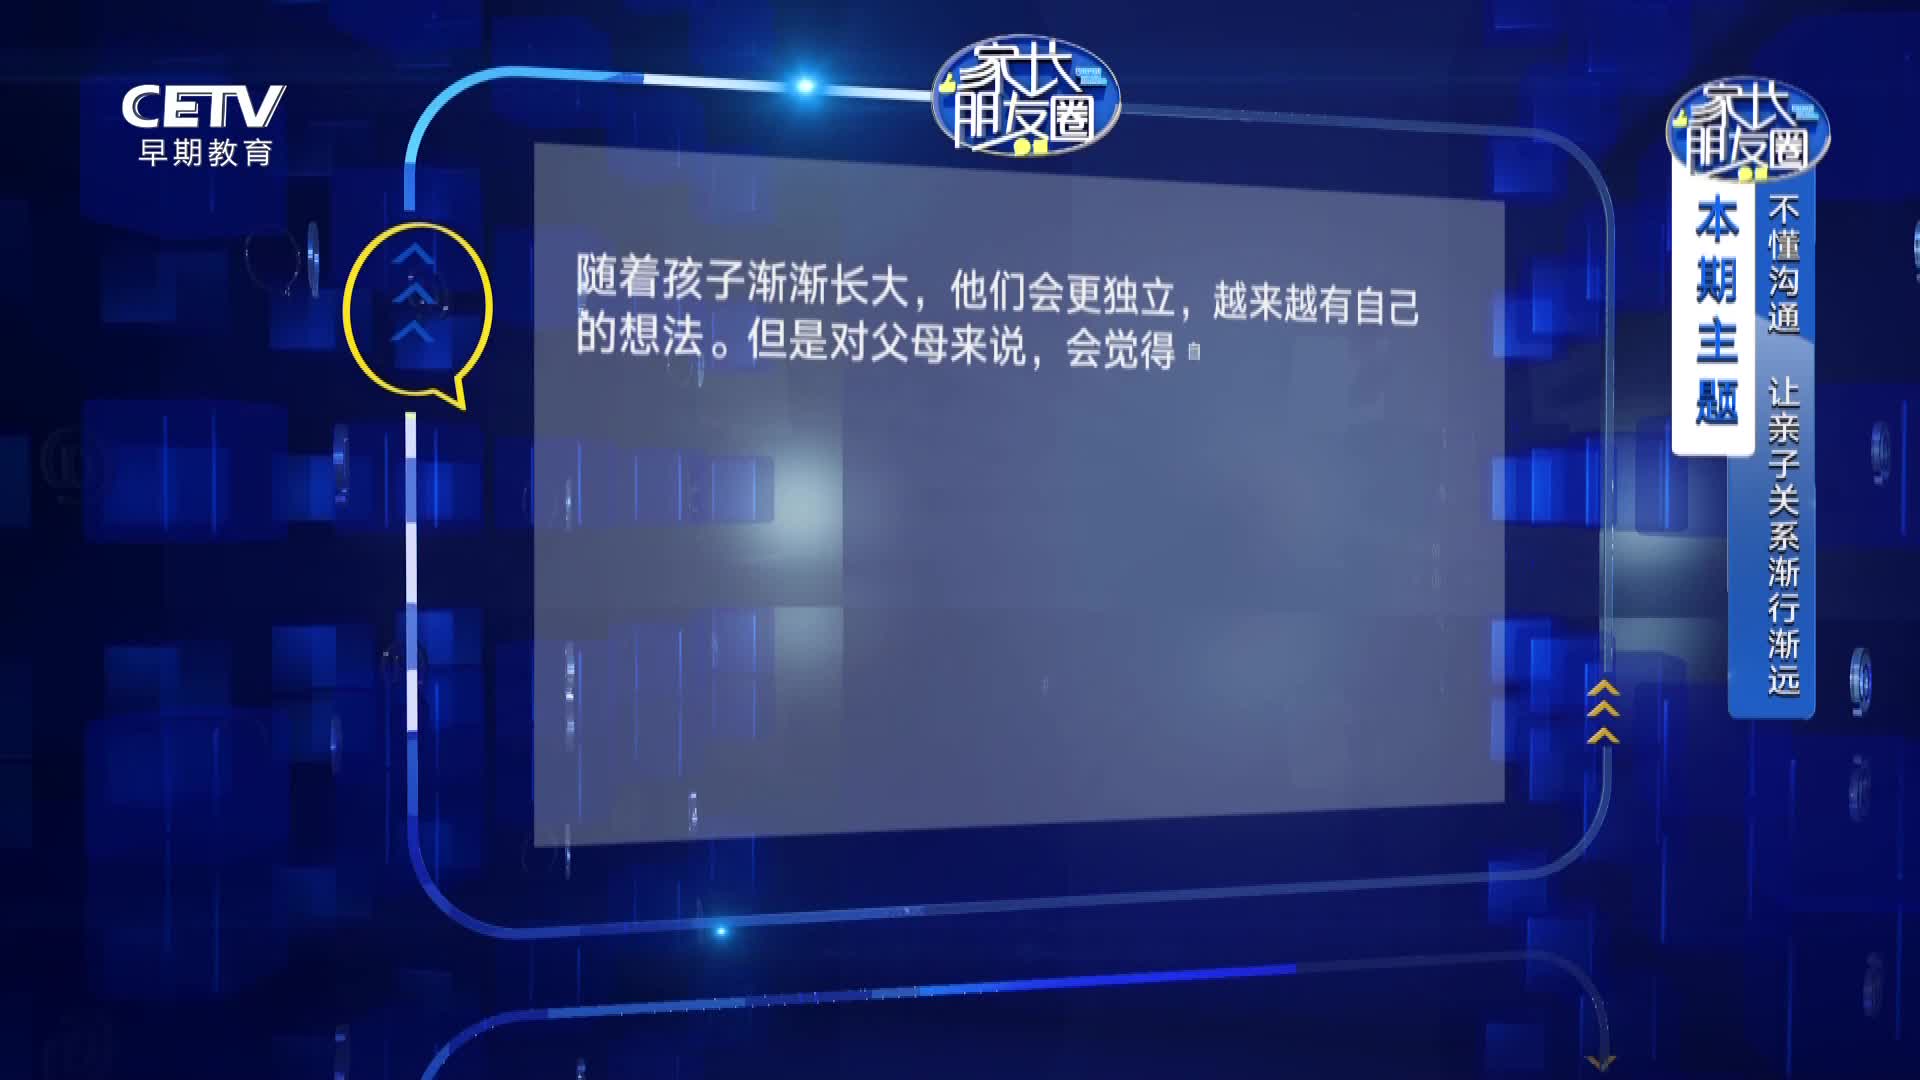 CETV
早期教育
家长
朋友圈
随着孩子渐渐长大，他们会更独立，越来越有自己
的想法。但是对父母来说，会觉得自
家长
朋友圈
本期主题
不懂沟通 让亲子关系渐行渐远